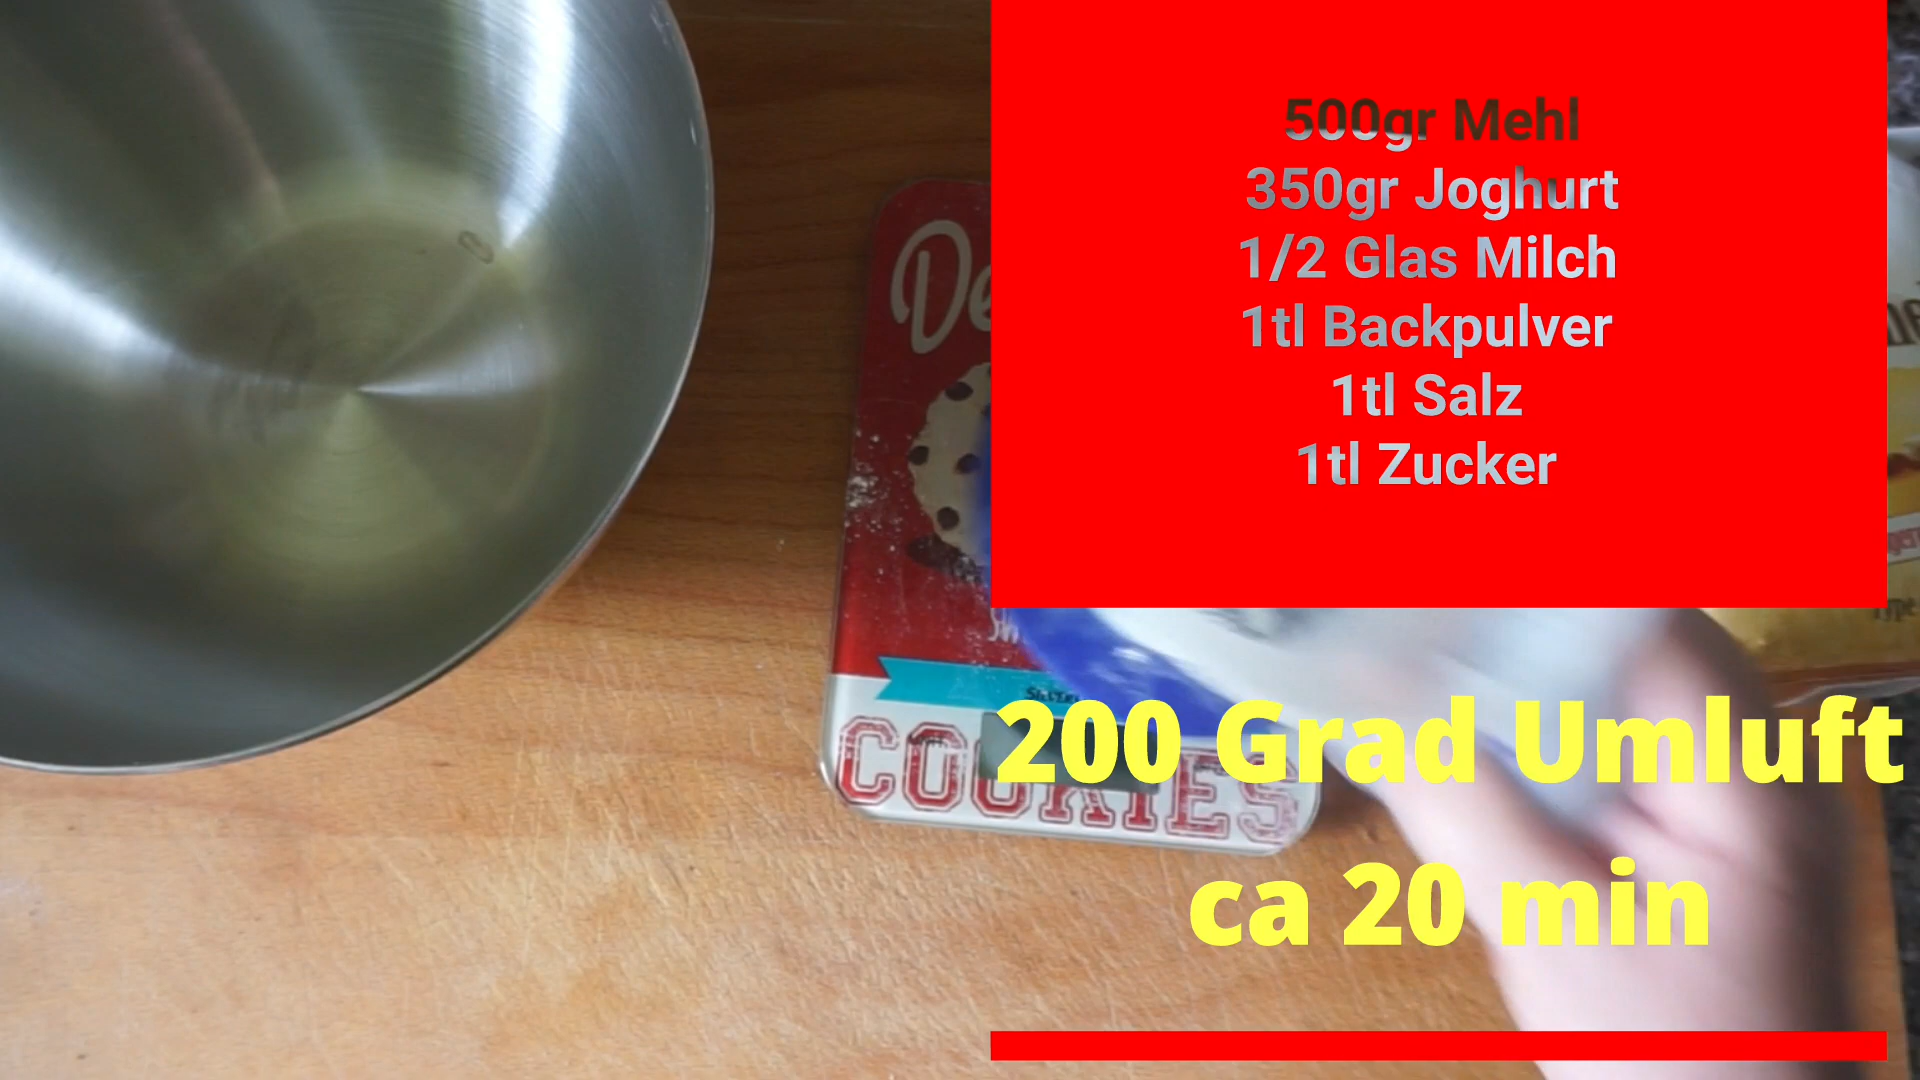 500gr Mehl
350gr Joghurt
1/2 Glas Milch
1tl Backpulver
1tl Salz
1tl Zucker
200 Grad Umluft
ca 20 min
COOKIES